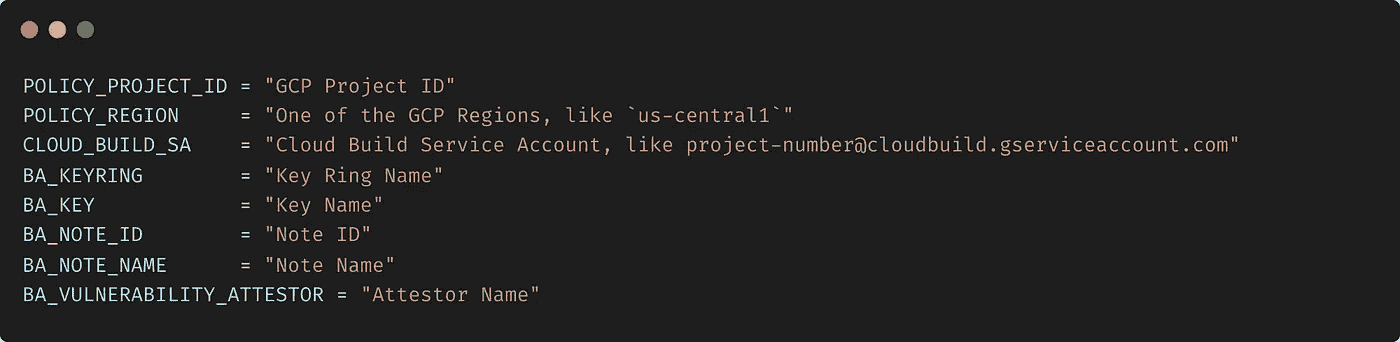 POLICY_PROJECT_ID = "GCP Project ID"
POLICY_REGION     = "One of the GCP Regions, like `us-central1`"
CLOUD_BUILD_SA    = "Cloud Build Service Account, like project-number@cloudbuild.gserviceaccount.com"
BA_KEYRING        = "Key Ring Name"
BA_KEY            = "Key Name"
BA_NOTE_ID        = "Note ID"
BA_NOTE_NAME      = "Note Name"
BA_VULNERABILITY_ATTESTOR = "Attestor Name"